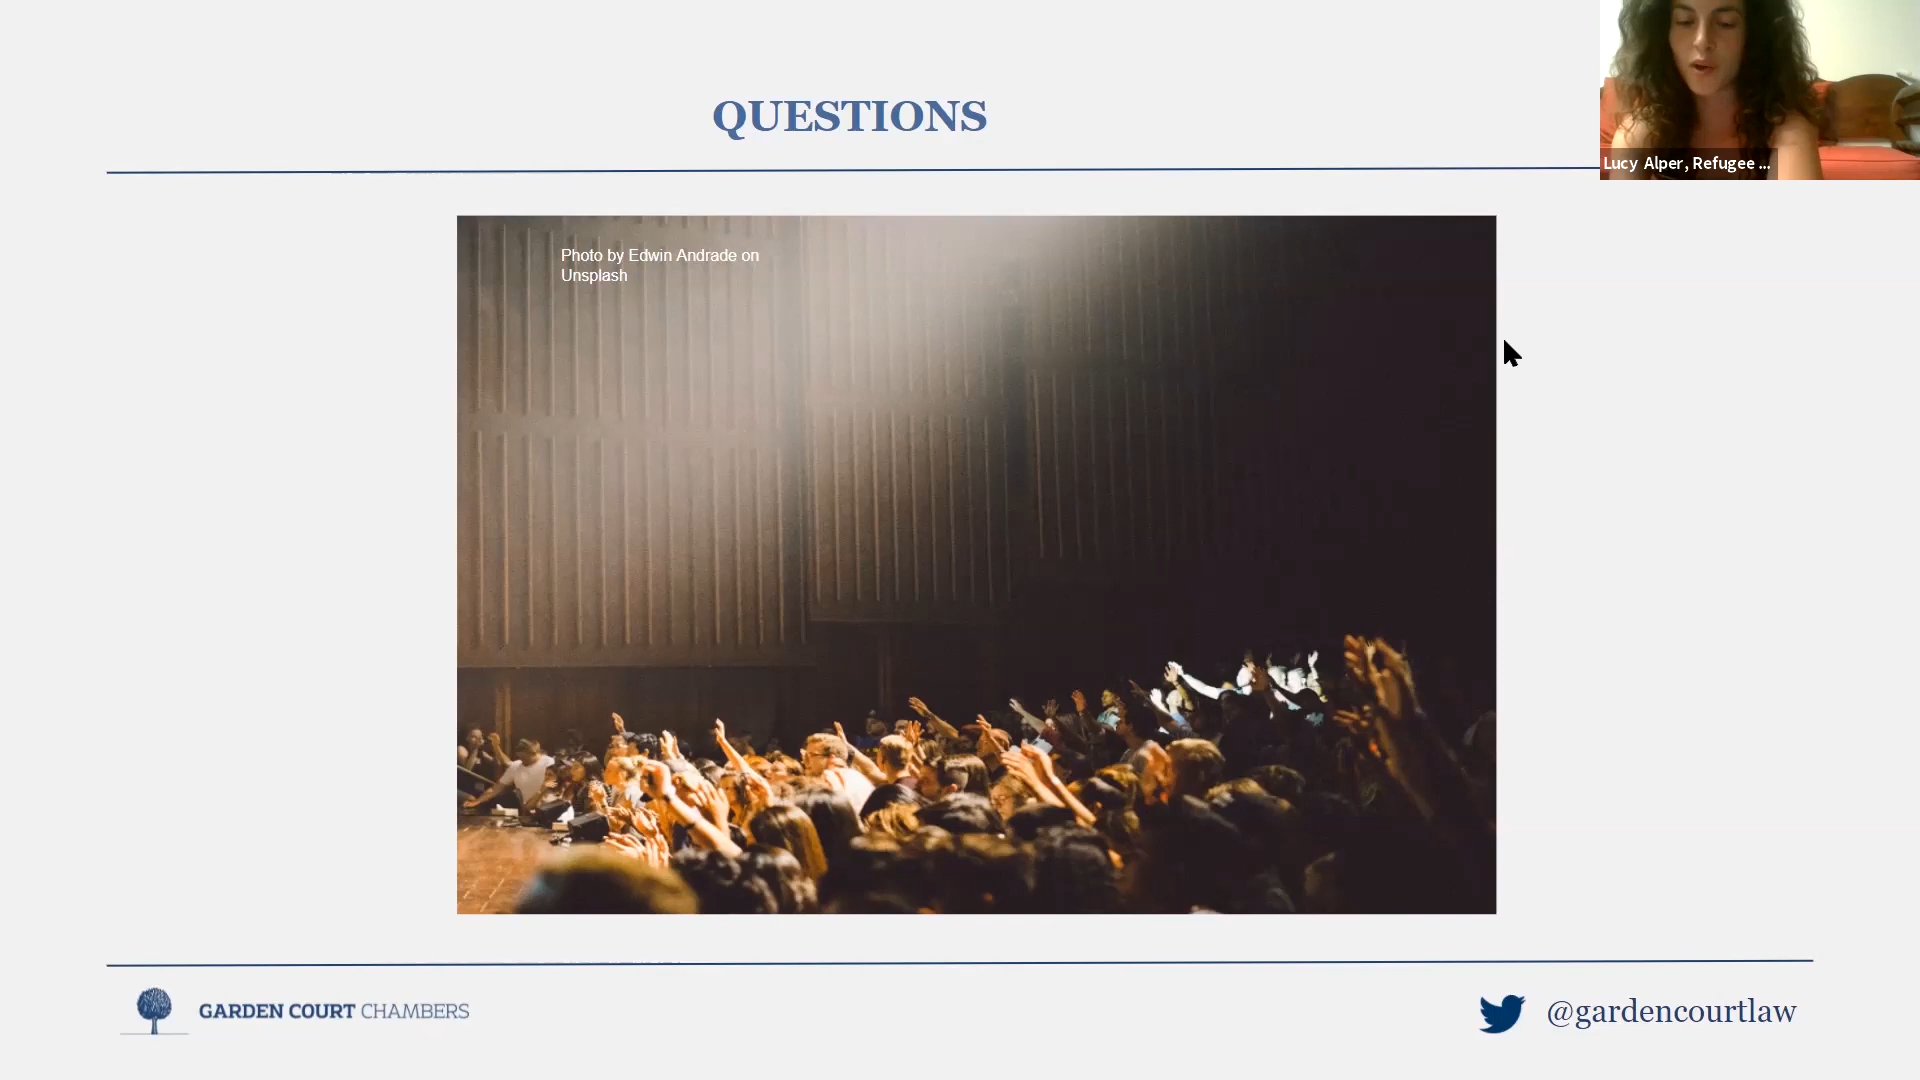 QUESTIONS
Lucy Alper, Refugee ...
Photo by Edwin Andrade on
Unsplash
GARDEN COURT CHAMBERS
@gardencourtlaw